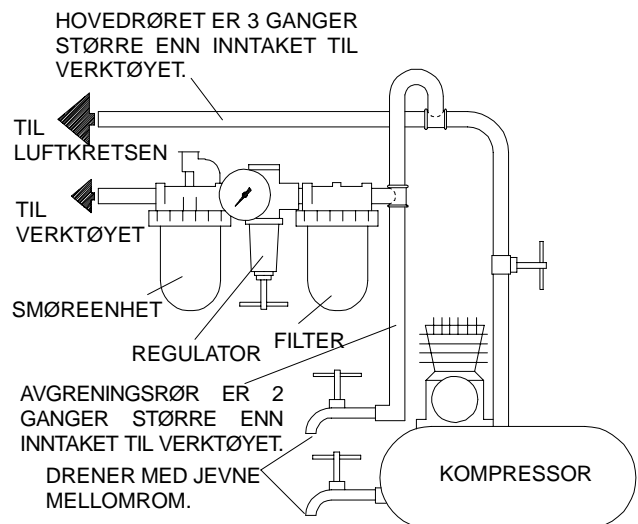 HOVEDRØRET ER 3 GANGER
STØRRE ENN INNTAKET TIL
VERKTØYET.
TIL
LUFTKRETSEN
TIL
VERKTØYET
SMØREENHET
REGULATOR
FILTER
AVGRENINGSRØR ER 2
GANGER STØRRE ENN
INNTAKET TIL VERKTØYET.
DRENER MED JEVNE
MELLOMROM.
KOMPRESSOR